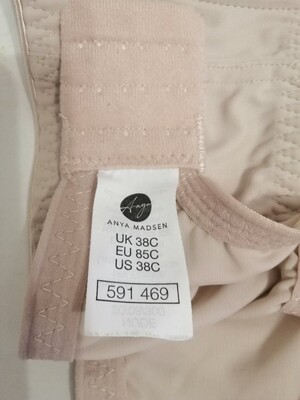 Anya
ANYA MADSEN
UK 38C
EU 85C
US 38C
591 469